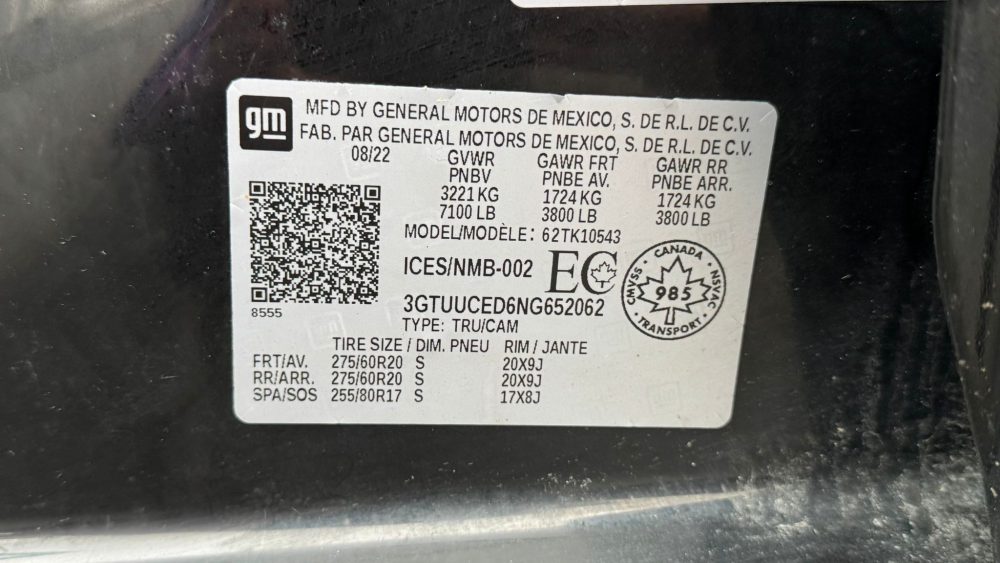 gm
MFD BY GENERAL MOTORS DE MEXICO, S. DE R.L. DE C.V.
FAB. PAR GENERAL MOTORS DE MEXICO, S. DE R.L. DE C.V.
08/22 GVWR GAWR FRT GAWR RR
PNBV PNBE AV. PNBE ARR.
3221 KG 1724 KG 1724 KG
7100 LB 3800 LB 3800 LB
MODEL/MODÈLE: 62TK10543
ICES/NMB-002 EC
CANADA
CMVSS · NSVAC
985
TRANSPORT
3GTUUCED6NG652062
8555
TYPE: TRU/CAM
TIRE SIZE / DIM. PNEU RIM / JANTE
FRT/AV. 275/60R20 S 20X9J
RR/ARR. 275/60R20 S 20X9J
SPA/SOS 255/80R17 S 17X8J